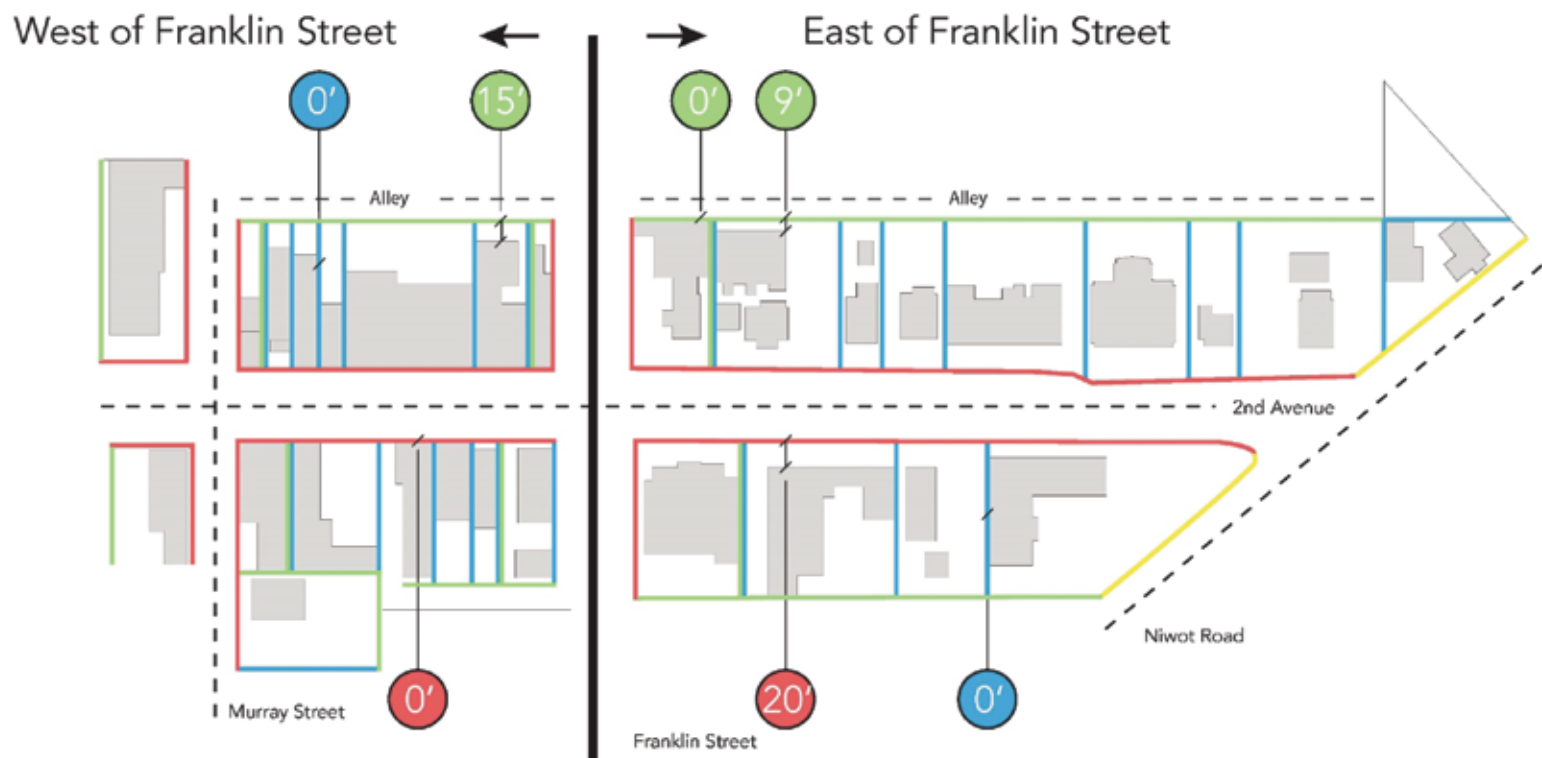 West of Franklin Street
East of Franklin Street
0'
15'
0'
9'
Alley
Alley
2nd Avenue
Niwot Road
0'
20'
0'
Murray Street
Franklin Street